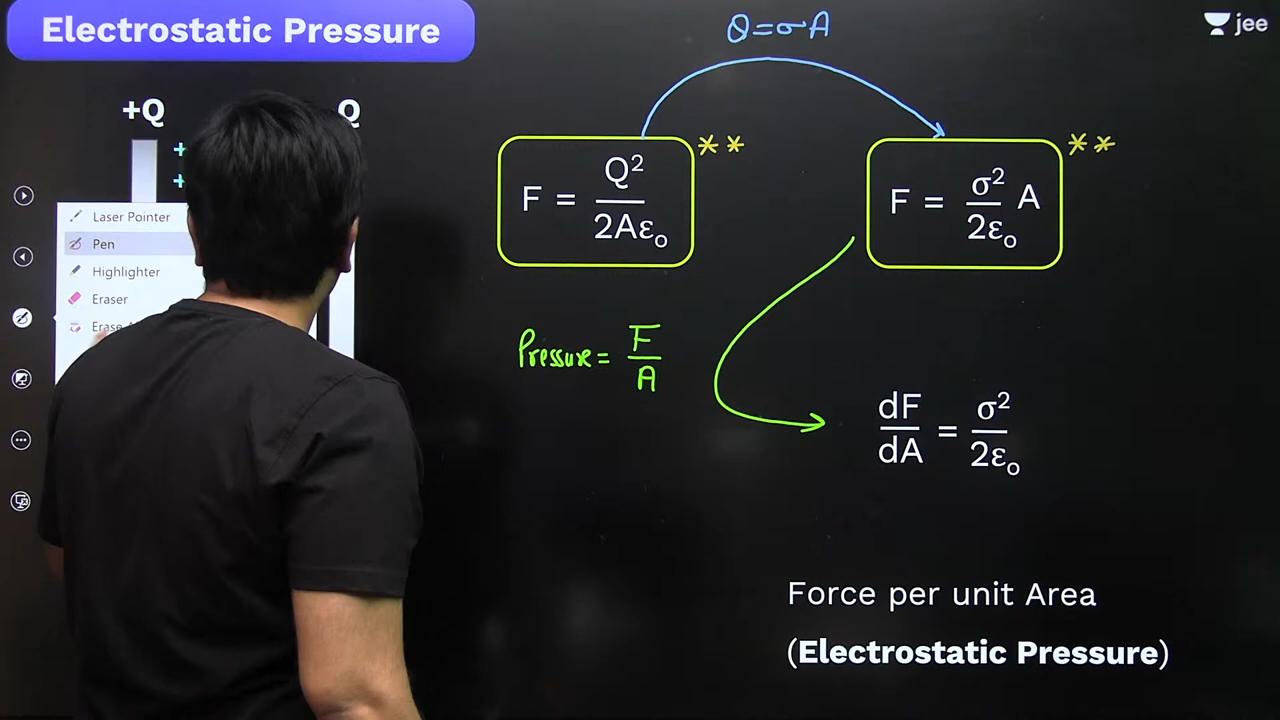 Electrostatic Pressure
Q=σA
jee
+Q
Q
+
+
**
**
F = Q² / 2Aε₀
F = σ² / 2ε₀ A
Laser Pointer
Pen
Highlighter
Eraser
Erase
Pressure = F / A
dF / dA = σ² / 2ε₀
Force per unit Area
(Electrostatic Pressure)